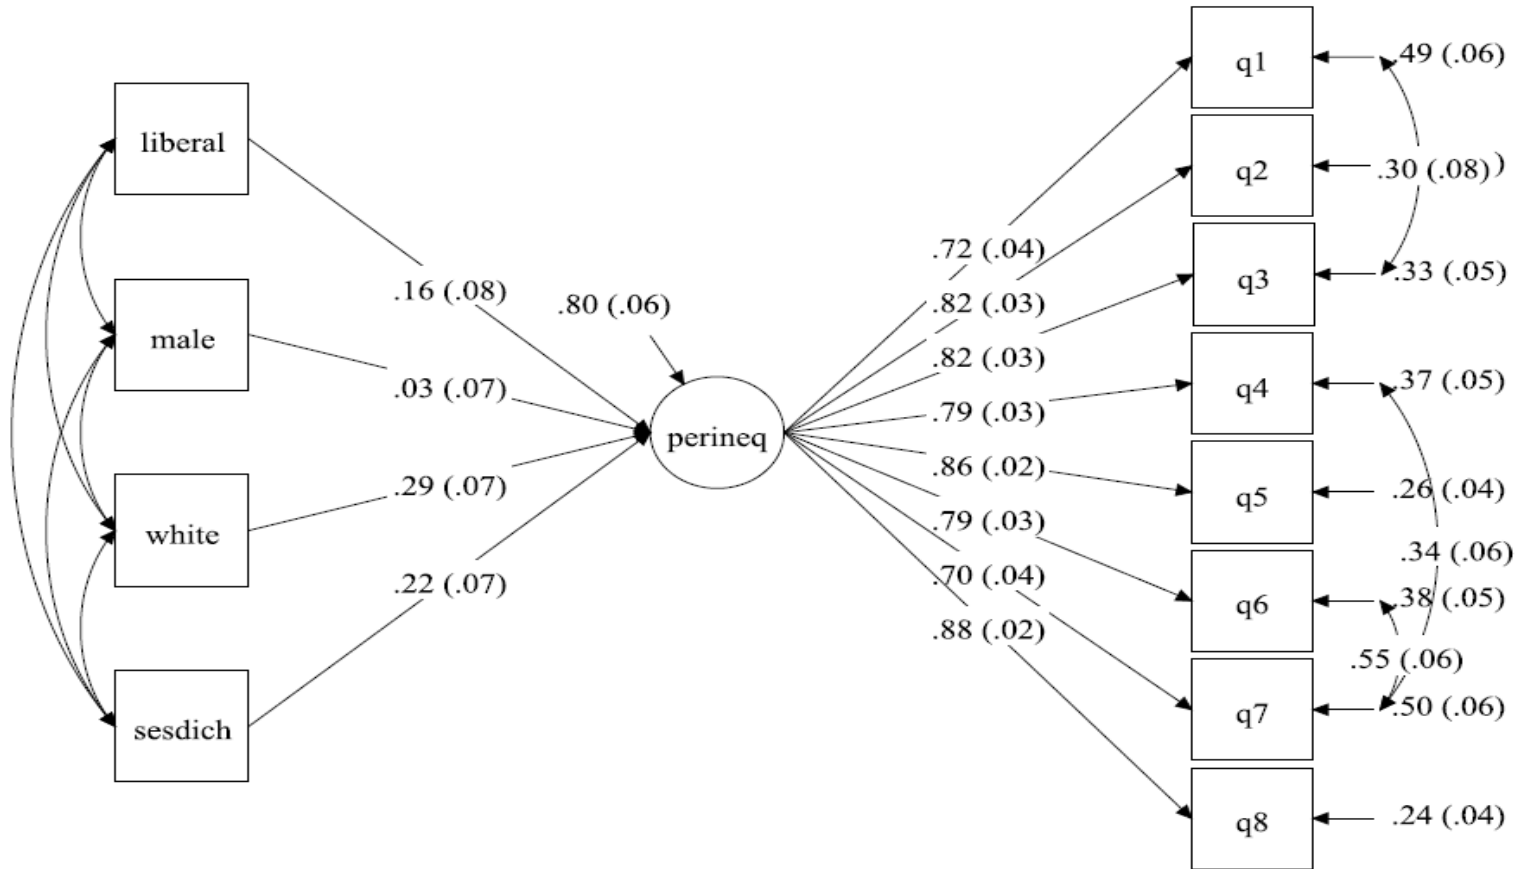 liberal
male
white
sesdich
.16 (.08)
.03 (.07)
.29 (.07)
.22 (.07)
.80 (.06)
perineq
.72 (.04)
.82 (.03)
.82 (.03)
.79 (.03)
.86 (.02)
.79 (.03)
.70 (.04)
.88 (.02)
q1
q2
q3
q4
q5
q6
q7
q8
.49 (.06)
.30 (.08)
)
.33 (.05)
.37 (.05)
.26 (.04)
.34 (.06)
.38 (.05)
.55 (.06)
.50 (.06)
.24 (.04)